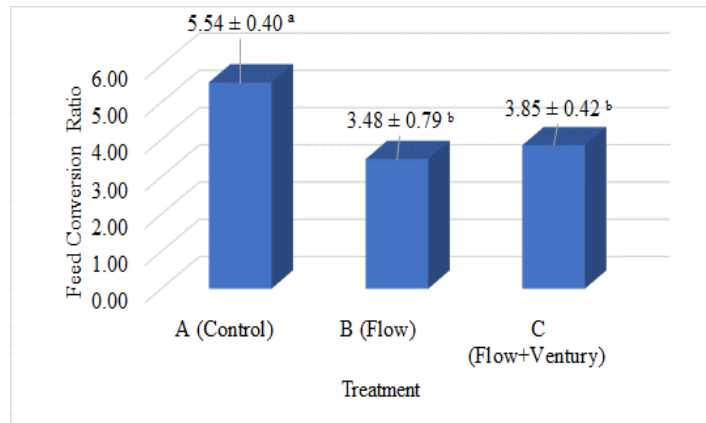 5.54 ± 0.40 ᵃ
3.48 ± 0.79 ᵇ
3.85 ± 0.42 ᵇ
6.00
5.00
4.00
3.00
2.00
1.00
0.00
Feed Conversion Ratio
A (Control)
B (Flow)
C
(Flow+Ventury)
Treatment